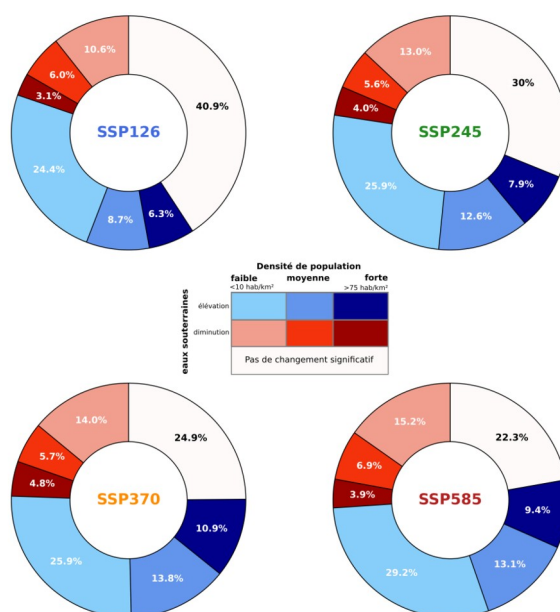 10.6%
6.0%
3.1%
40.9%
SSP126
24.4%
8.7%
6.3%
13.0%
5.6%
4.0%
30%
SSP245
25.9%
12.6%
7.9%
Densité de population
faible moyenne forte
<10 hab/km² >75 hab/km²
eaux souterraines
élévation
diminution
Pas de changement significatif
14.0%
5.7%
4.8%
24.9%
SSP370
10.9%
25.9%
13.8%
15.2%
6.9%
3.9%
22.3%
SSP585
9.4%
29.2%
13.1%